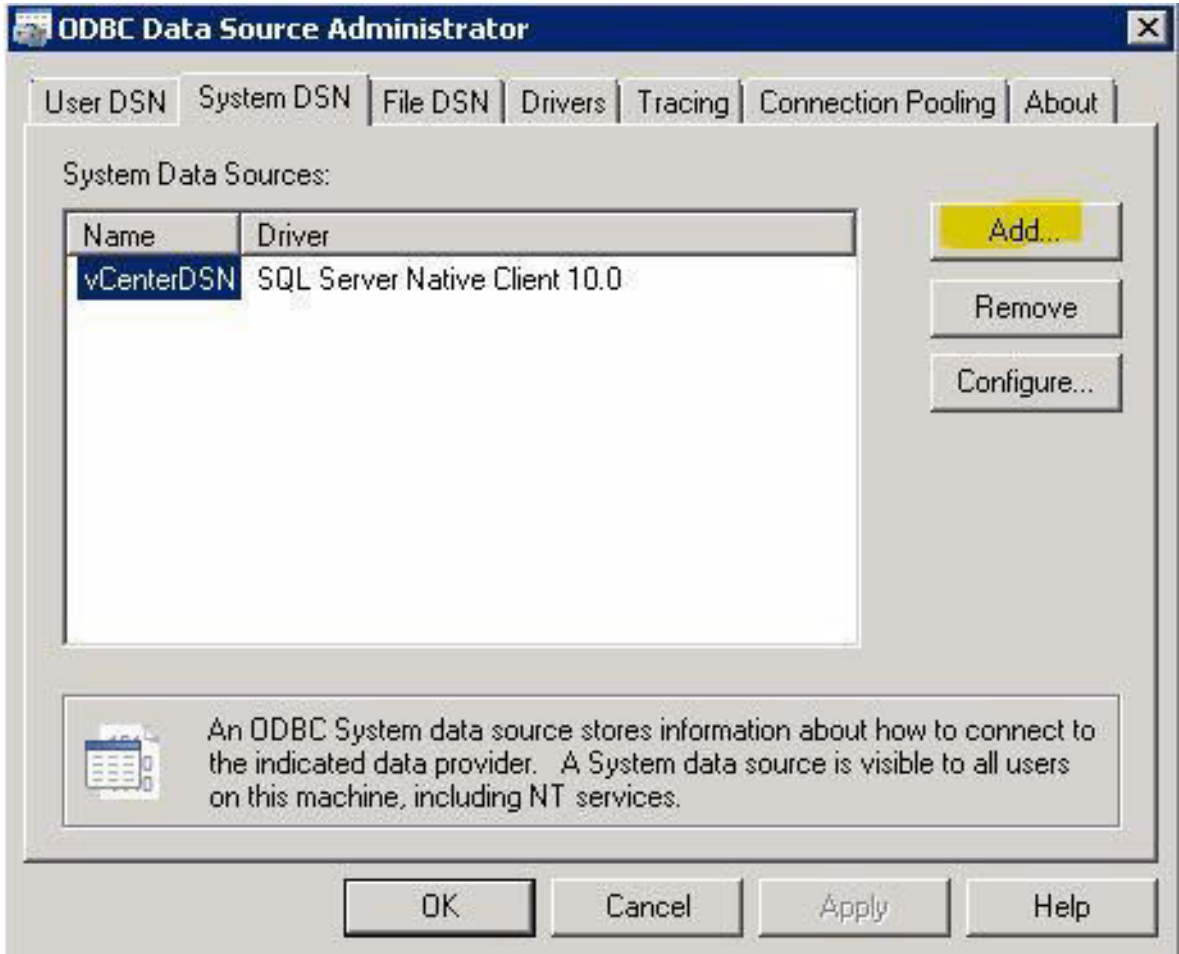 ODBC Data Source Administrator
User DSN System DSN File DSN Drivers Tracing Connection Pooling About
System Data Sources:
Name Driver
vCenterDSN SQL Server Native Client 10.0
Add...
Remove
Configure...
An ODBC System data source stores information about how to connect to
the indicated data provider. A System data source is visible to all users
on this machine, including NT services.
OK Cancel Apply Help